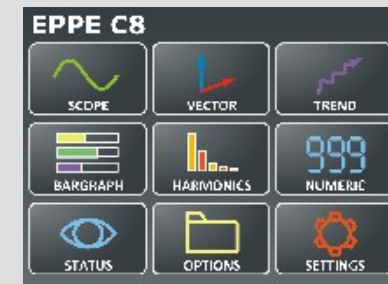 EPPE C8
SCOPE VECTOR TREND
BARGRAPH HARMONICS 999 NUMERIC
STATUS OPTIONS SETTINGS